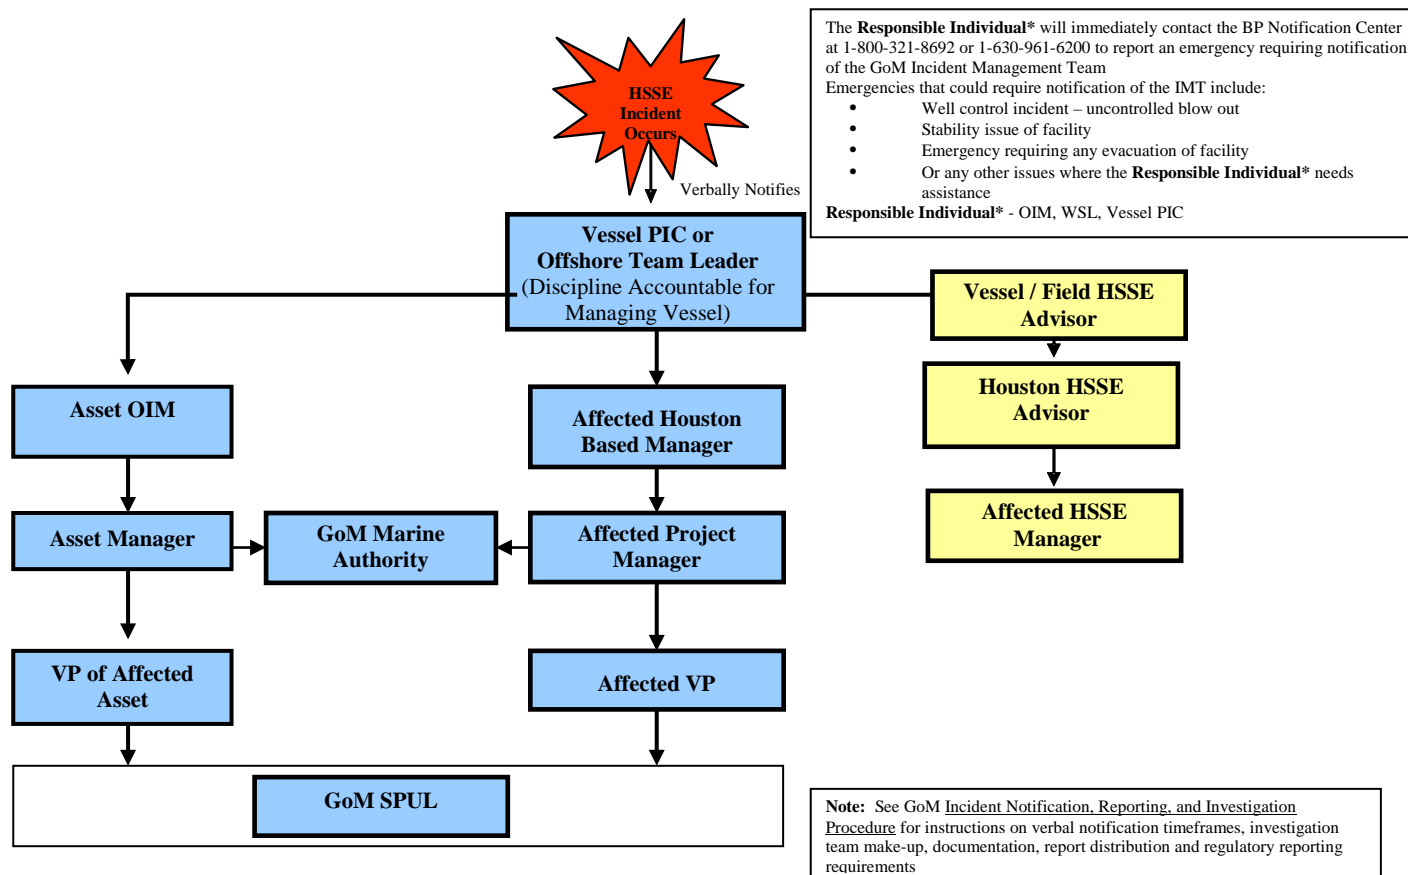 The Responsible Individual* will immediately contact the BP Notification Center
at 1-800-321-8692 or 1-630-961-6200 to report an emergency requiring notification
of the GoM Incident Management Team
Emergencies that could require notification of the IMT include:
• Well control incident – uncontrolled blow out
• Stability issue of facility
• Emergency requiring any evacuation of facility
• Or any other issues where the Responsible Individual* needs
assistance
Responsible Individual* - OIM, WSL, Vessel PIC
HSSE
Incident
Occurs
Verbally Notifies
Vessel PIC or
Offshore Team Leader
(Discipline Accountable for
Managing Vessel)
Vessel / Field HSSE
Advisor
Asset OIM
Affected Houston
Based Manager
Houston HSSE
Advisor
Asset Manager
GoM Marine
Authority
Affected Project
Manager
Affected HSSE
Manager
VP of Affected
Asset
Affected VP
GoM SPUL
Note: See GoM Incident Notification, Reporting, and Investigation
Procedure for instructions on verbal notification timeframes, investigation
team make-up, documentation, report distribution and regulatory reporting
requirements